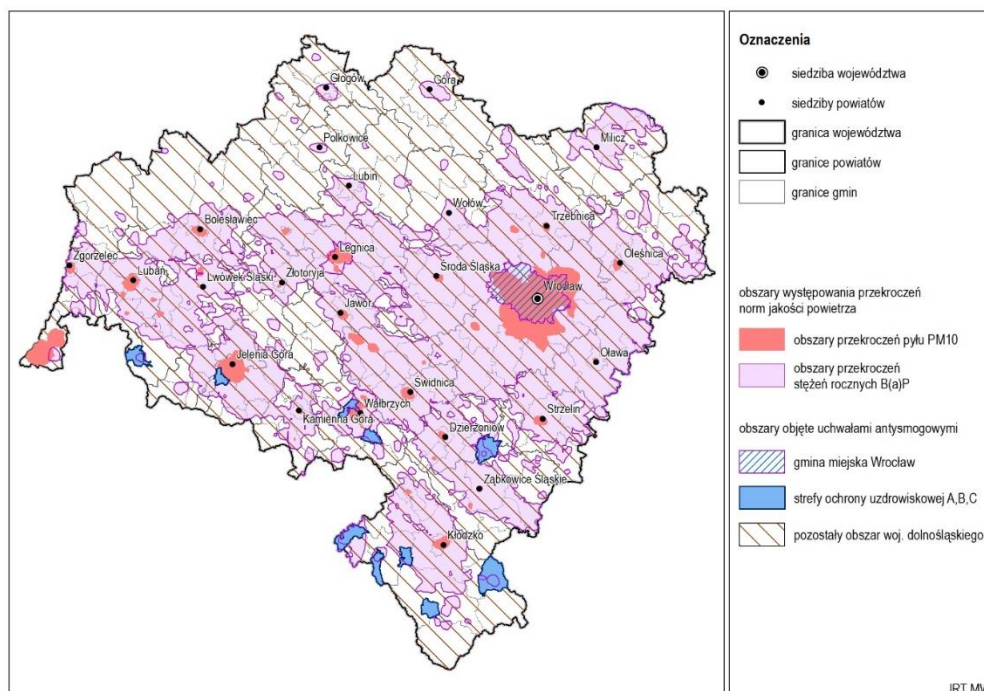 Głogów
Góra
Polkowice
Milicz
Lubin
Wołów
Trzebnica
Bolesławiec
Legnica
Oleśnica
Zgorzelec
Lubań
Lwówek Śląski
Złotoryja
Środa Śląska
Wrocław
Jawor
Jelenia Góra
Oława
Świdnica
Kamienna Góra
Wałbrzych
Strzelin
Dzierżoniów
Ząbkowice Śląskie
Kłodzko
Oznaczenia
siedziba województwa
siedziby powiatów
granica województwa
granice powiatów
granice gmin
obszary występowania przekroczeń
norm jakości powietrza
obszary przekroczeń pyłu PM10
obszary przekroczeń
stężeń rocznych B(a)P
obszary objęte uchwałami antysmogowymi
gmina miejska Wrocław
strefy ochrony uzdrowiskowej A,B,C
pozostały obszar woj. dolnośląskiego